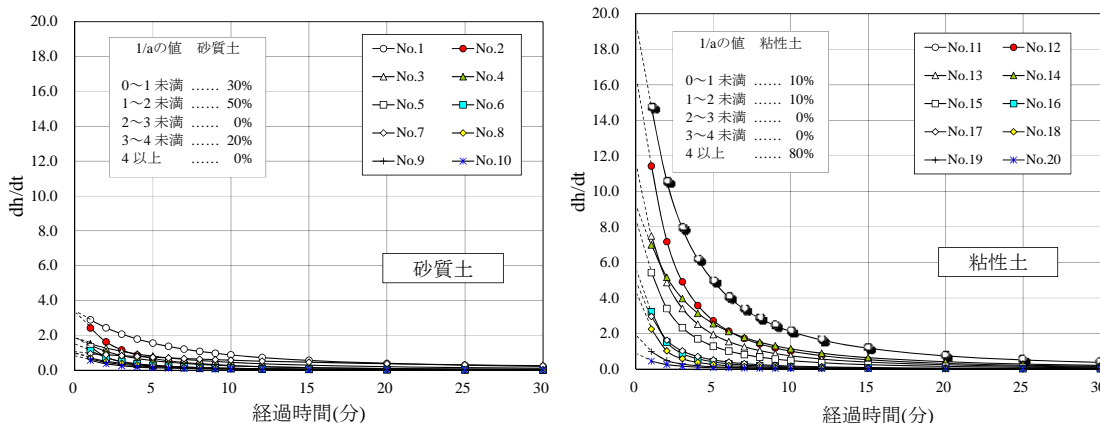 20.0
18.0
16.0
14.0
12.0
10.0
8.0
6.0
4.0
2.0
0.0
dh/dt
0
5
10
15
20
25
30
経過時間(分)
1/aの値 砂質土
0～1 未満 …… 30%
1～2 未満 …… 50%
2～3 未満 …… 0%
3～4 未満 …… 20%
4 以上 …… 0%
No.1 No.2
No.3 No.4
No.5 No.6
No.7 No.8
No.9 No.10
砂質土
20.0
18.0
16.0
14.0
12.0
10.0
8.0
6.0
4.0
2.0
0.0
dh/dt
0
5
10
15
20
25
30
経過時間(分)
1/aの値 粘性土
0～1 未満 …… 10%
1～2 未満 …… 10%
2～3 未満 …… 0%
3～4 未満 …… 0%
4 以上 …… 80%
No.11 No.12
No.13 No.14
No.15 No.16
No.17 No.18
No.19 No.20
粘性土